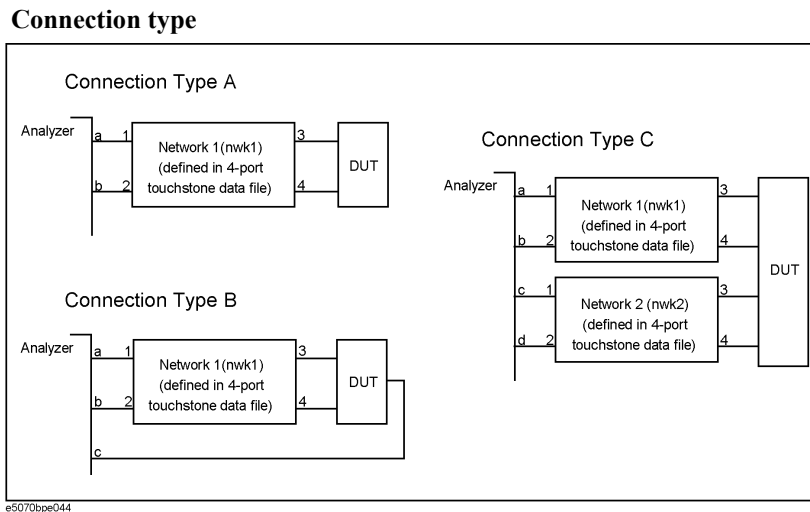 Connection type
Connection Type A
Analyzer
a 1
b 2
Network 1(nwk1)
(defined in 4-port
touchstone data file)
3
4
DUT
Connection Type B
Analyzer
a 1
b 2
c
Network 1(nwk1)
(defined in 4-port
touchstone data file)
3
4
DUT
Connection Type C
Analyzer
a 1
b 2
c 1
d 2
Network 1(nwk1)
(defined in 4-port
touchstone data file)
3
4
Network 2 (nwk2)
(defined in 4-port
touchstone data file)
3
4
DUT
e5070bpe044